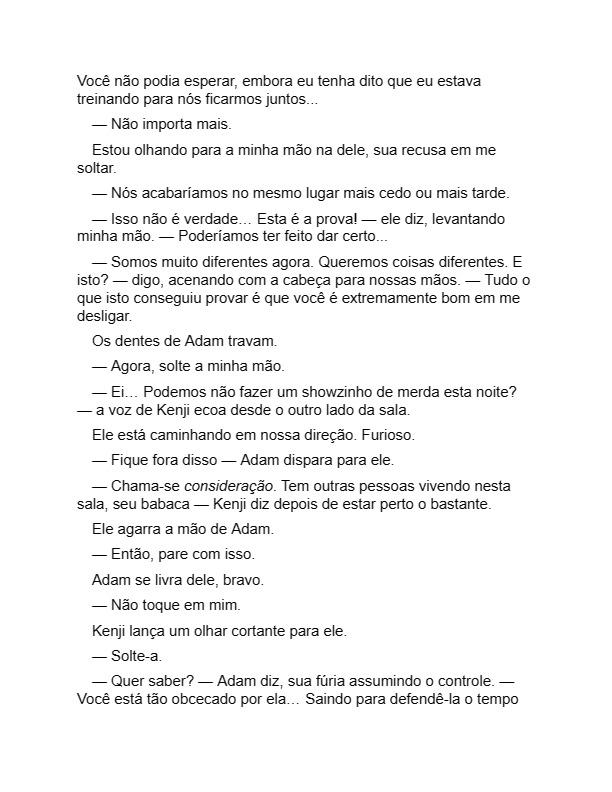 Você não podia esperar, embora eu tenha dito que eu estava
treinando para nós ficarmos juntos...
— Não importa mais.
Estou olhando para a minha mão na dele, sua recusa em me
soltar.
— Nós acabaríamos no mesmo lugar mais cedo ou mais tarde.
— Isso não é verdade… Esta é a prova! — ele diz, levantando
minha mão. — Poderíamos ter feito dar certo...
— Somos muito diferentes agora. Queremos coisas diferentes. E
isto? — digo, acenando com a cabeça para nossas mãos. — Tudo o
que isto conseguiu provar é que você é extremamente bom em me
desligar.
Os dentes de Adam travam.
— Agora, solte a minha mão.
— Ei… Podemos não fazer um showzinho de merda esta noite?
— a voz de Kenji ecoa desde o outro lado da sala.
Ele está caminhando em nossa direção. Furioso.
— Fique fora disso — Adam dispara para ele.
— Chama-se consideração. Tem outras pessoas vivendo nesta
sala, seu babaca — Kenji diz depois de estar perto o bastante.
Ele agarra a mão de Adam.
— Então, pare com isso.
Adam se livra dele, bravo.
— Não toque em mim.
Kenji lança um olhar cortante para ele.
— Solte-a.
— Quer saber? — Adam diz, sua fúria assumindo o controle. —
Você está tão obcecado por ela… Saindo para defendê-la o tempo